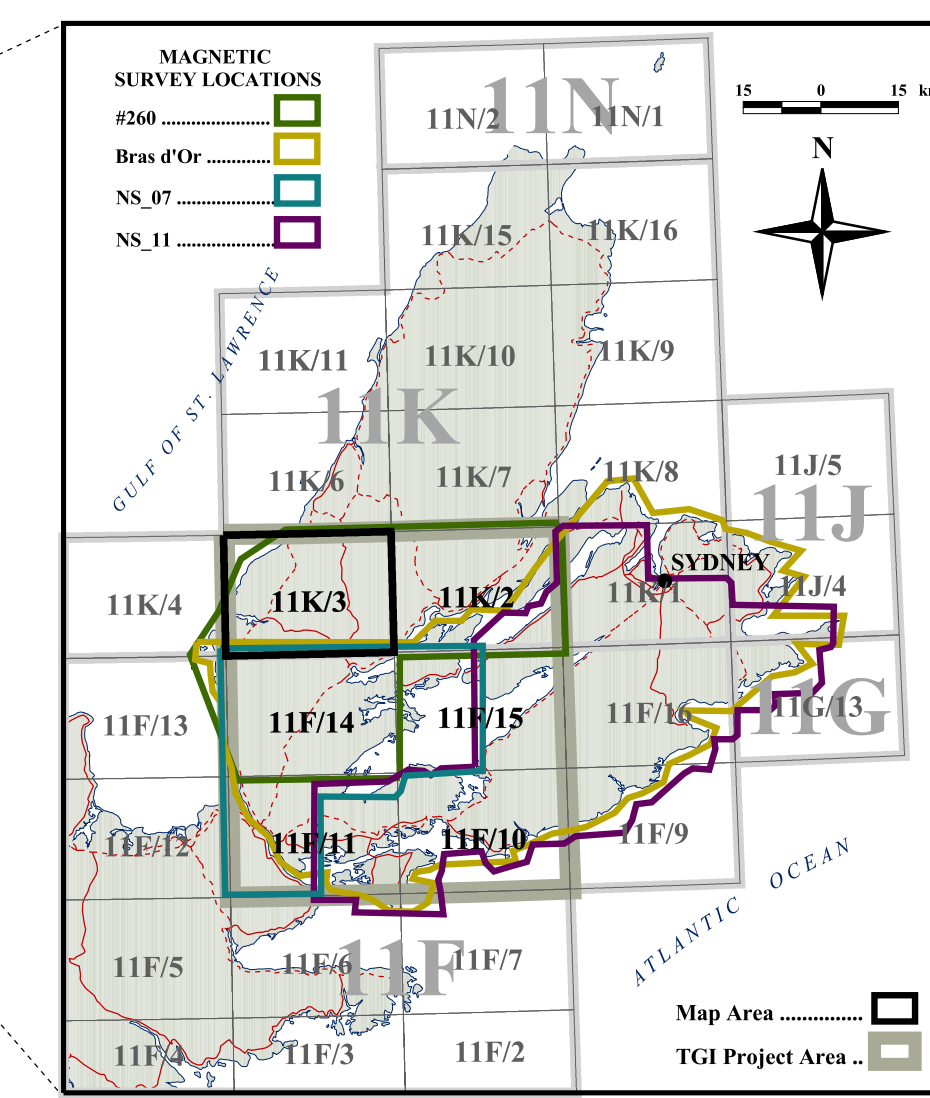 MAGNETIC
SURVEY LOCATIONS
#260 ......................
Bras d'Or .............
NS_07 ...................
NS_11 ...................
15 0 15 km
N
11N
11N/2 11N/1
11K/15 11K/16
GULF OF ST. LAWRENCE
11K/11 11K/10 11K/9
11K
11K/6 11K/7 11K/8 11J/5
11J
SYDNEY
11K/4 11K/3 11K/2 11K/1 11J/4
11F/13 11F/14 11F/15 11F/16 11G/13
11G
11F/12 11F/11 11F/10 11F/9
ATLANTIC OCEAN
11F
11F/5 11F/6 11F/7
11F/4 11F/3 11F/2
Map Area ...............
TGI Project Area ..